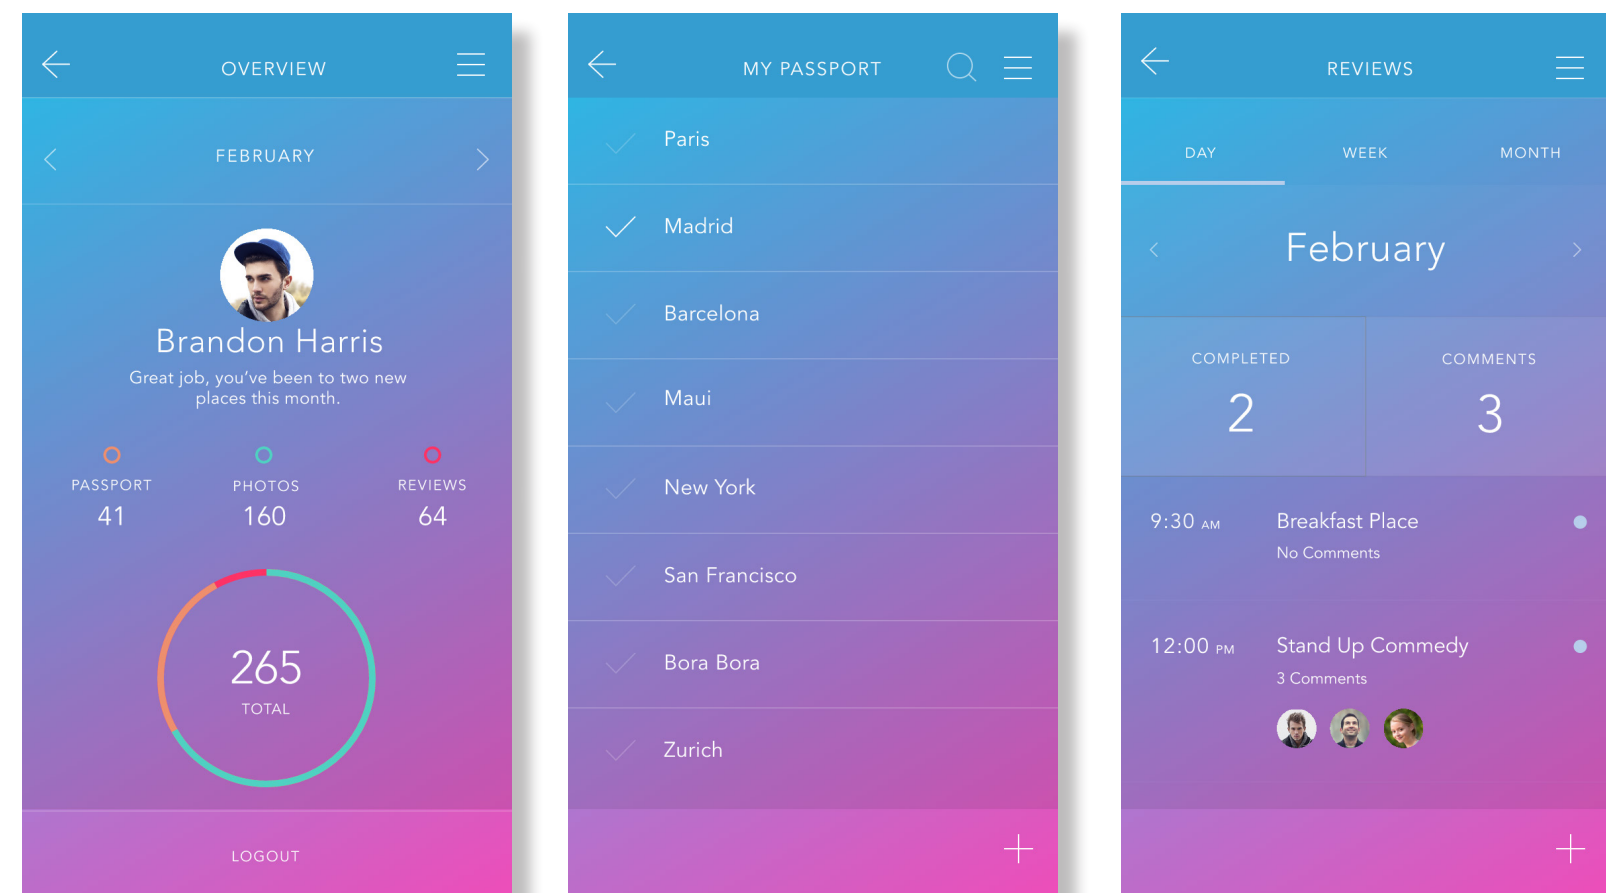 OVERVIEW
FEBRUARY
Brandon Harris
Great job, you've been to two new
places this month.
PASSPORT PHOTOS REVIEWS
41 160 64
265
TOTAL
LOGOUT
MY PASSPORT
Paris
Madrid
Barcelona
Maui
New York
San Francisco
Bora Bora
Zurich
REVIEWS
DAY WEEK MONTH
February
COMPLETED COMMENTS
2 3
9:30 AM Breakfast Place
No Comments
12:00 PM Stand Up Commedy
3 Comments